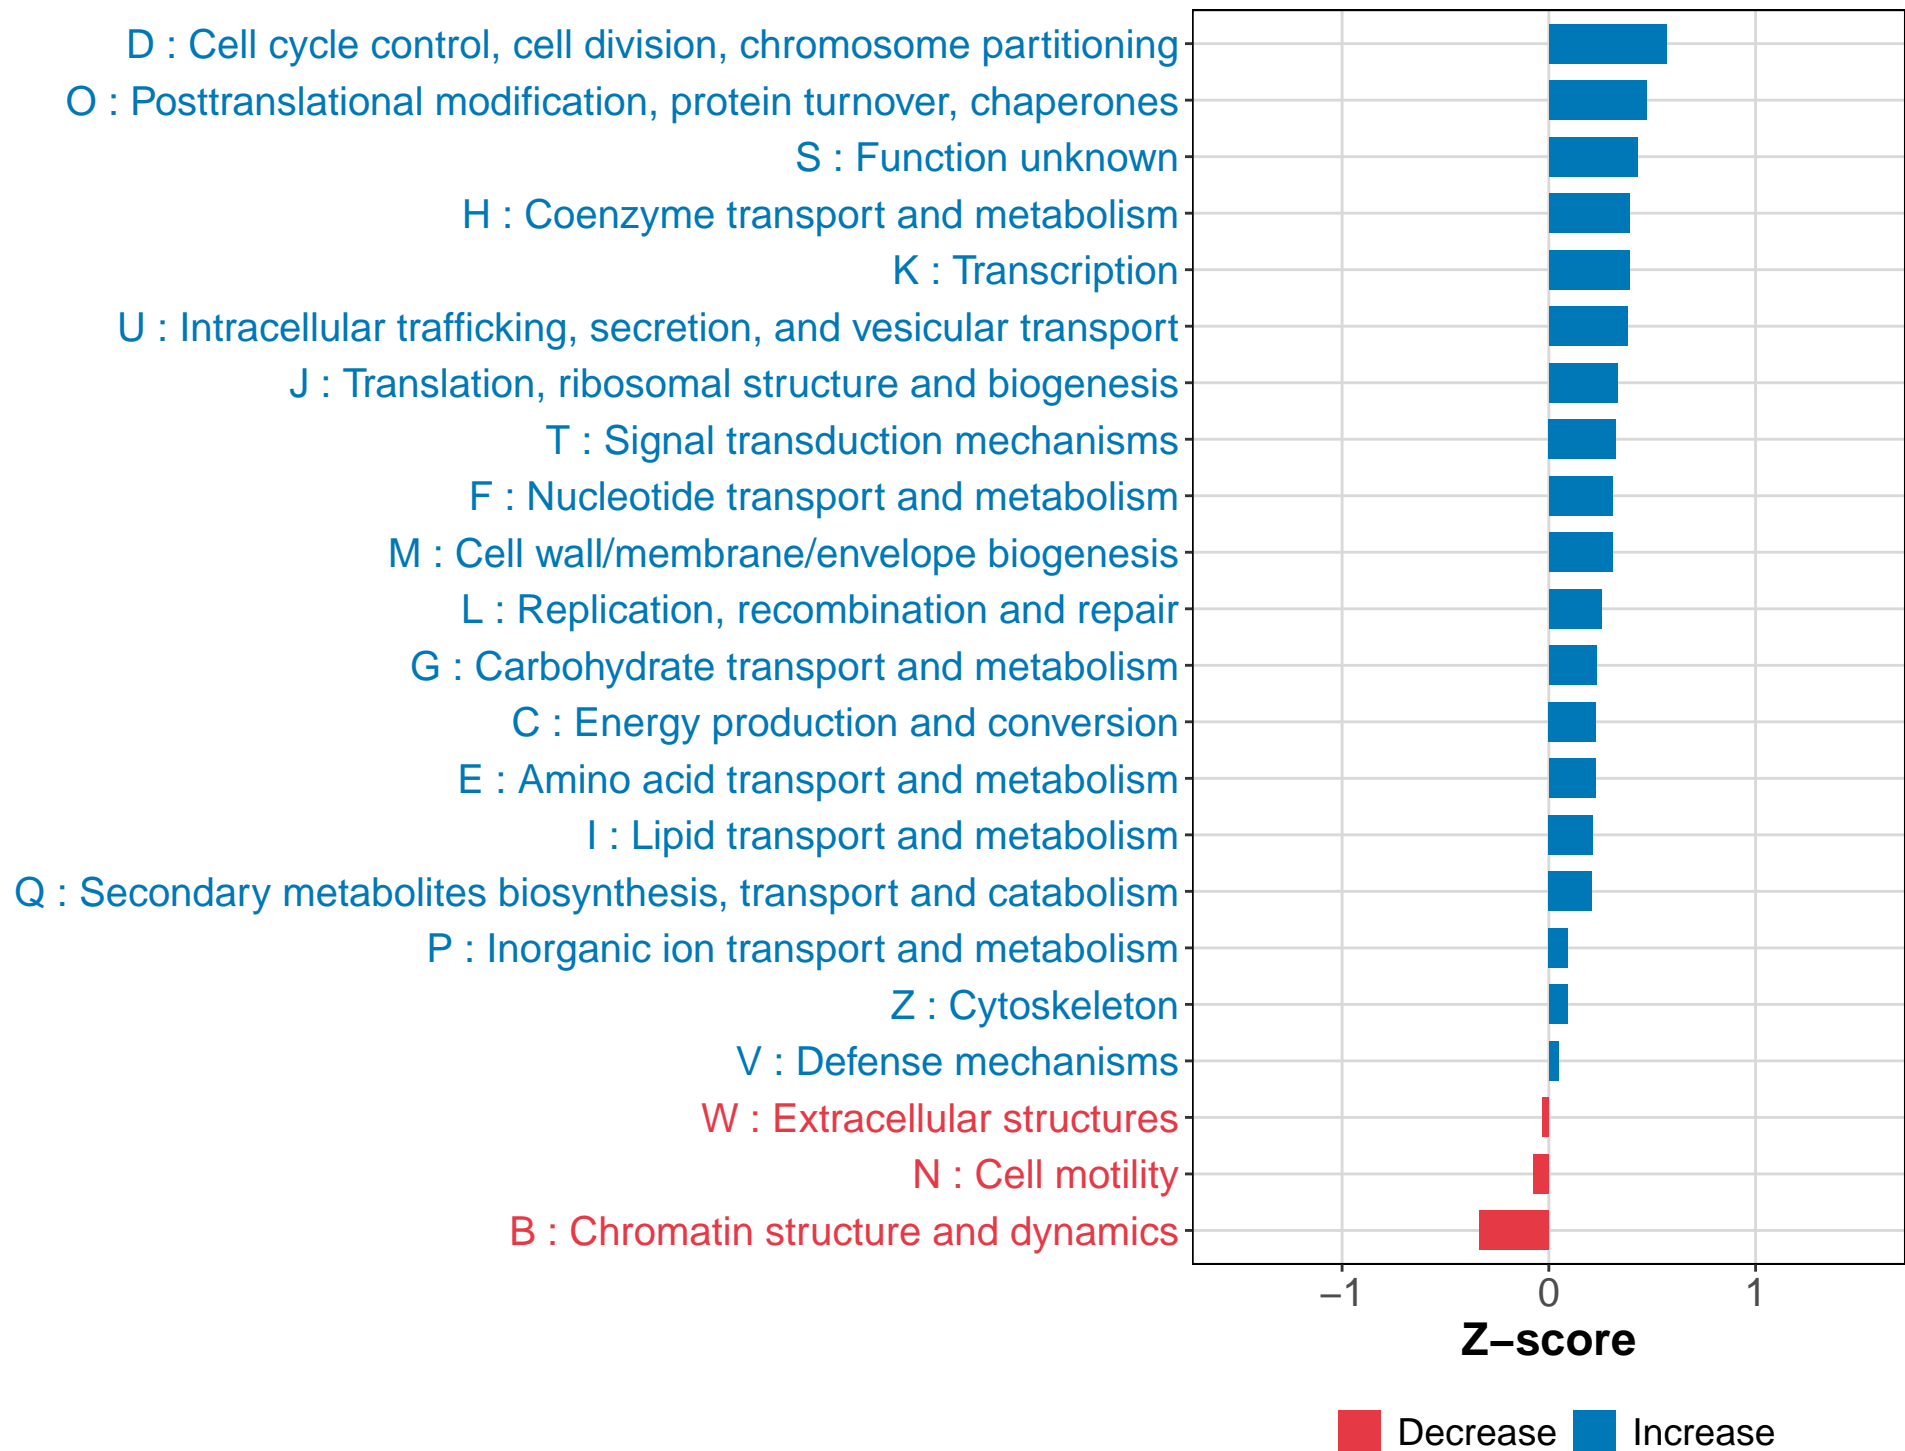 D : Cell cycle control, cell division, chromosome partitioning
O : Posttranslational modification, protein turnover, chaperones
S : Function unknown
H : Coenzyme transport and metabolism
K : Transcription
U : Intracellular trafficking, secretion, and vesicular transport
J : Translation, ribosomal structure and biogenesis
T : Signal transduction mechanisms
F : Nucleotide transport and metabolism
M : Cell wall/membrane/envelope biogenesis
L : Replication, recombination and repair
G : Carbohydrate transport and metabolism
C : Energy production and conversion
E : Amino acid transport and metabolism
I : Lipid transport and metabolism
Q : Secondary metabolites biosynthesis, transport and catabolism
P : Inorganic ion transport and metabolism
Z : Cytoskeleton
V : Defense mechanisms
W : Extracellular structures
N : Cell motility
B : Chromatin structure and dynamics
−1 0 1
Z−score
Decrease Increase